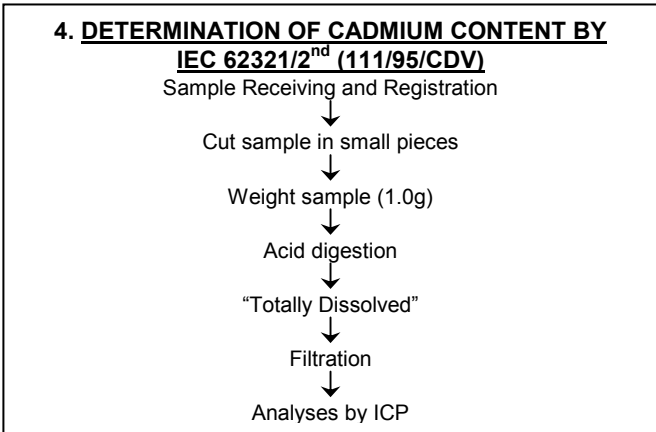 4. DETERMINATION OF CADMIUM CONTENT BY
IEC 62321/2nd (111/95/CDV)
Sample Receiving and Registration
Cut sample in small pieces
Weight sample (1.0g)
Acid digestion
“Totally Dissolved”
Filtration
Analyses by ICP